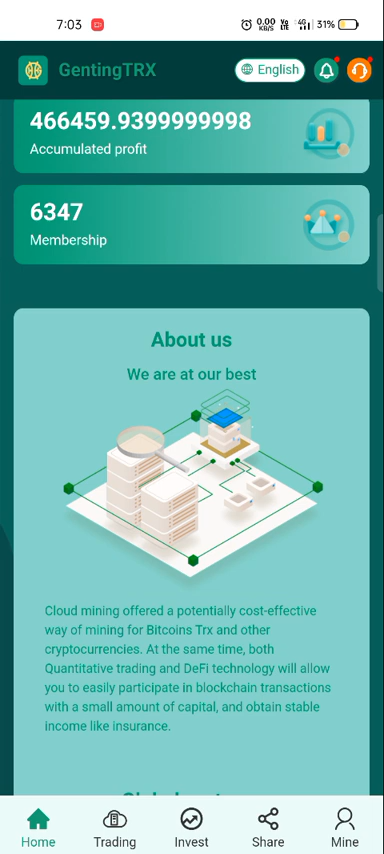 7:03
0.00 KB/S
Vo LTE
4G
31%
GentingTRX
English
466459.9399999998
Accumulated profit
6347
Membership
About us
We are at our best
Cloud mining offered a potentially cost-effective
way of mining for Bitcoins Trx and other
cryptocurrencies. At the same time, both
Quantitative trading and DeFi technology will allow
you to easily participate in blockchain transactions
with a small amount of capital, and obtain stable
income like insurance.
Home
Trading
Invest
Share
Mine